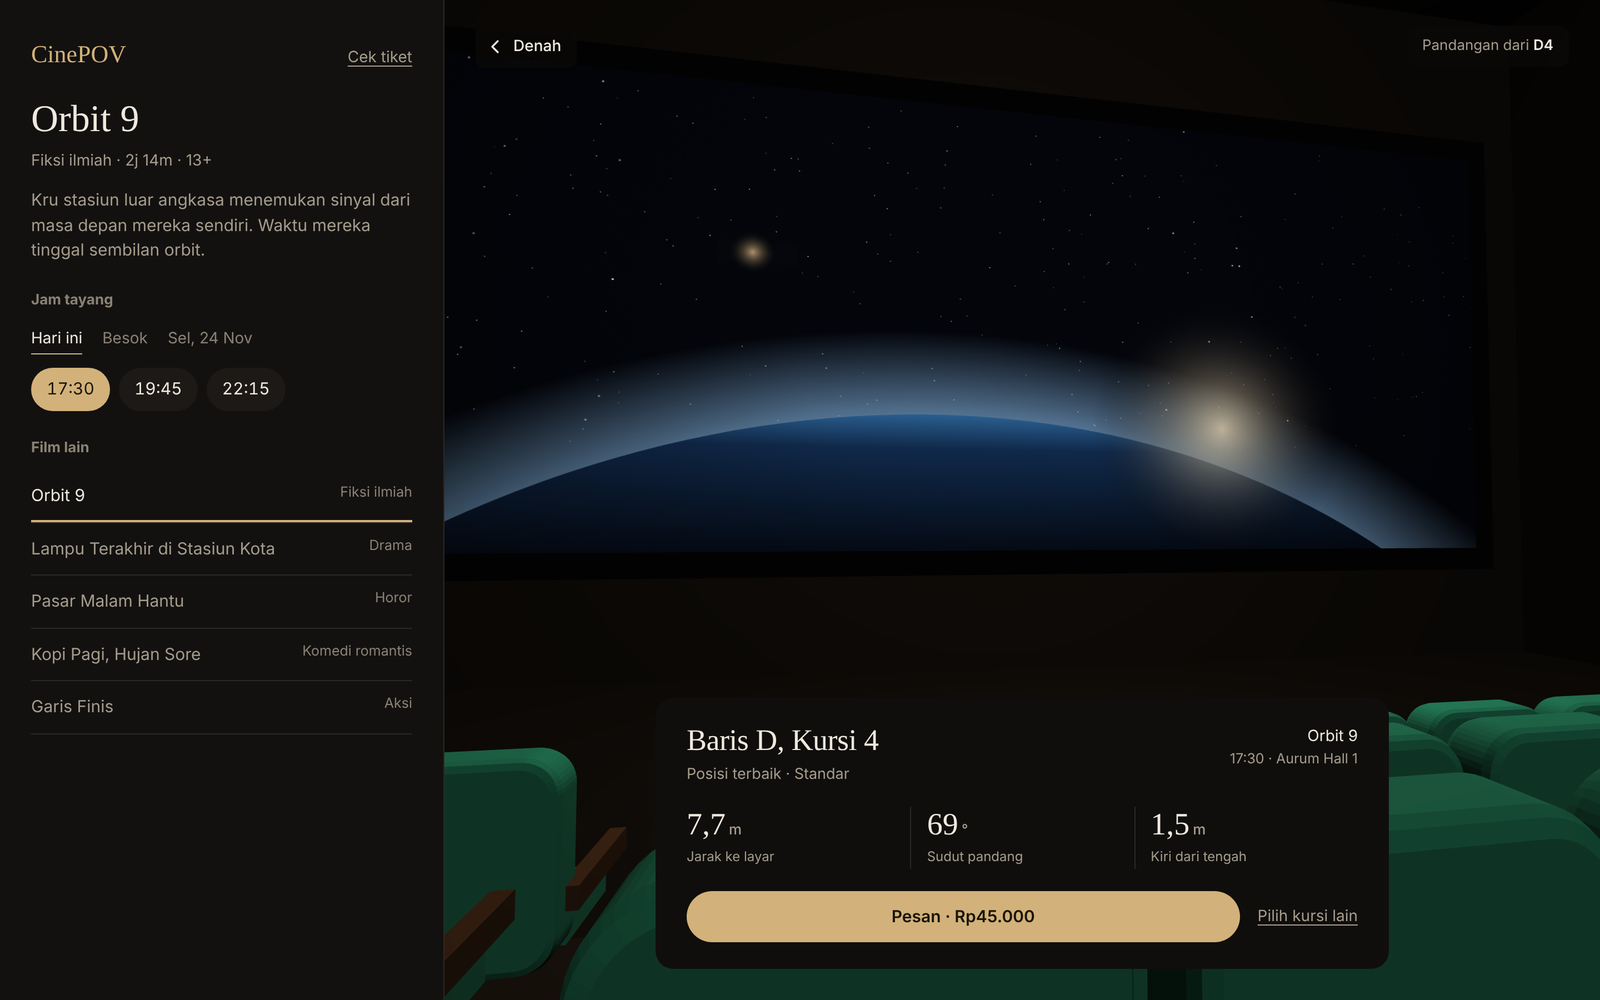 CinePOV
Cek tiket
Orbit 9
Fiksi ilmiah · 2j 14m · 13+
Kru stasiun luar angkasa menemukan sinyal dari
masa depan mereka sendiri. Waktu mereka
tinggal sembilan orbit.
Jam tayang
Hari ini Besok Sel, 24 Nov
17:30 19:45 22:15
Film lain
Orbit 9 Fiksi ilmiah
Lampu Terakhir di Stasiun Kota Drama
Pasar Malam Hantu Horor
Kopi Pagi, Hujan Sore Komedi romantis
Garis Finis Aksi
Denah
Pandangan dari D4
Baris D, Kursi 4
Posisi terbaik · Standar
Orbit 9
17:30 · Aurum Hall 1
7,7 m
Jarak ke layar
69 °
Sudut pandang
1,5 m
Kiri dari tengah
Pesan · Rp45.000
Pilih kursi lain